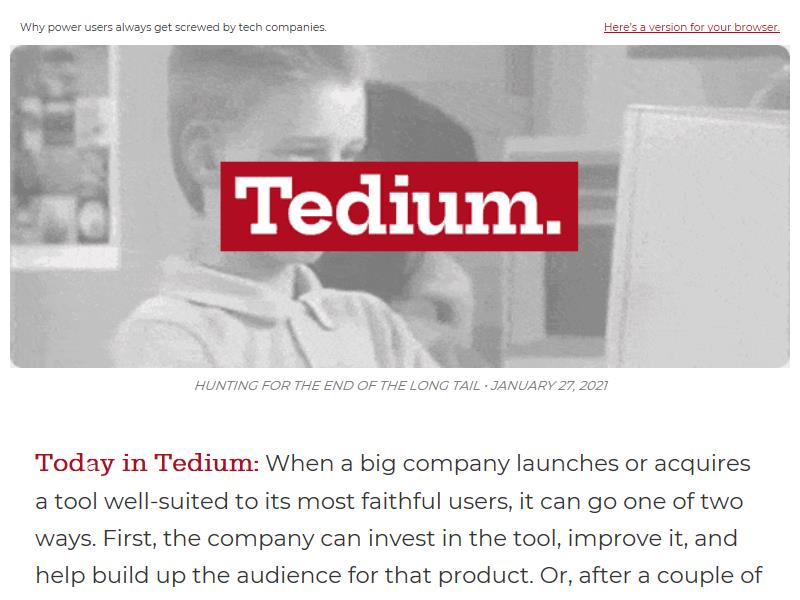 Why power users always get screwed by tech companies.
Here's a version for your browser.
Tedium.
HUNTING FOR THE END OF THE LONG TAIL • JANUARY 27, 2021
Today in Tedium: When a big company launches or acquires
a tool well-suited to its most faithful users, it can go one of two
ways. First, the company can invest in the tool, improve it, and
help build up the audience for that product. Or, after a couple of